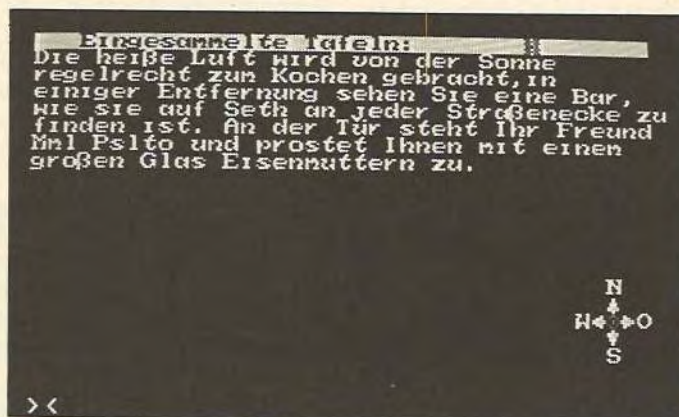 Eingesammelte Tafeln:
Die heiße Luft wird von der Sonne
regelrecht zum Kochen gebracht,in
einiger Entfernung sehen Sie eine Bar,
wie sie auf Seth an jeder Straßenecke zu
finden ist. An der Tür steht Ihr Freund
Mml Pslto und prostet Ihnen mit einem
großen Glas Eisenmuttern zu.
N
W O
S
><